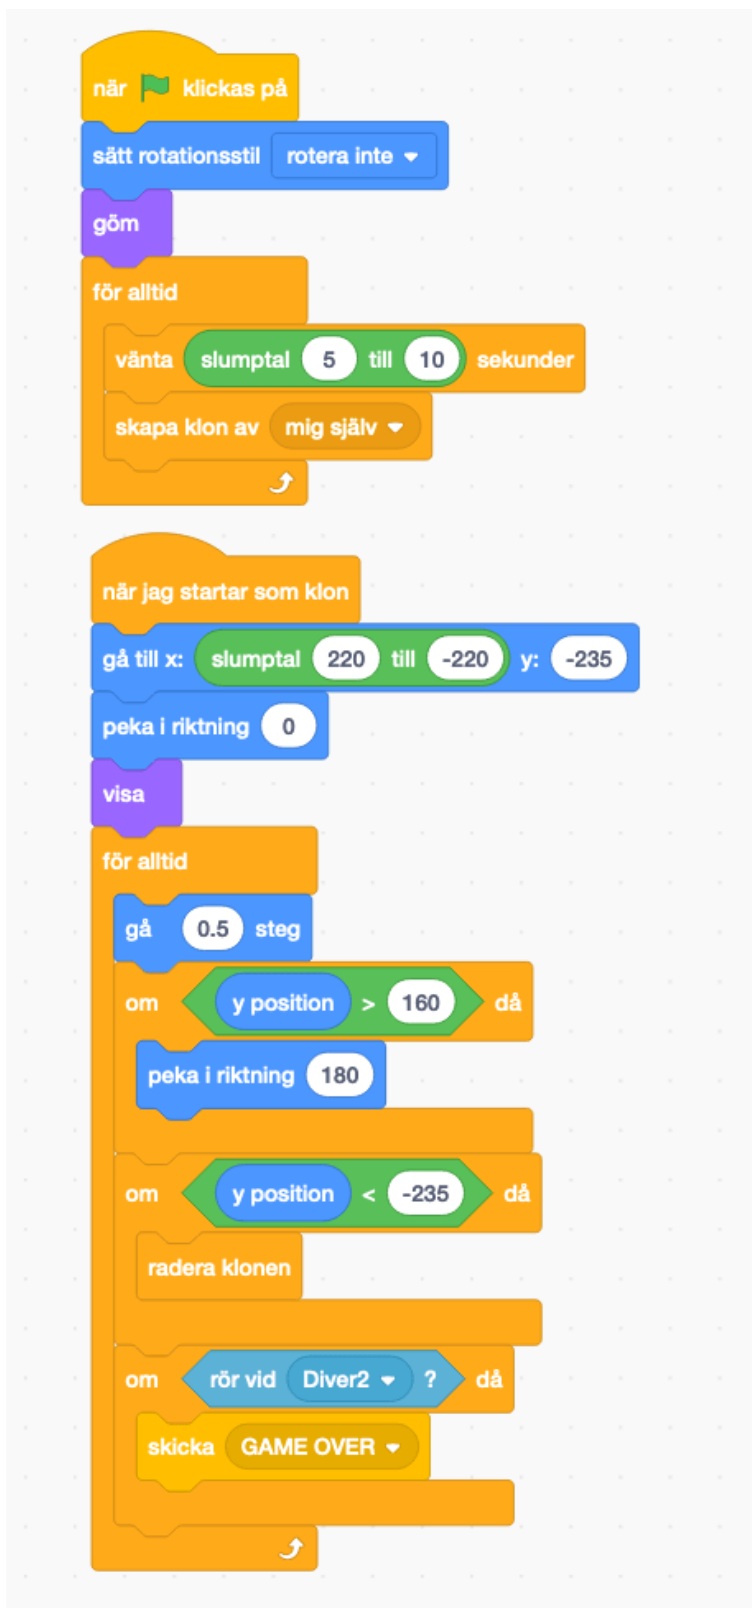 när klickas på
sätt rotationsstil rotera inte
göm
för alltid
vänta slumptal 5 till 10 sekunder
skapa klon av mig själv
när jag startar som klon
gå till x: slumptal 220 till -220 y: -235
peka i riktning 0
visa
för alltid
gå 0.5 steg
om y position > 160 då
peka i riktning 180
om y position < -235 då
radera klonen
om rör vid Diver2 ? då
skicka GAME OVER